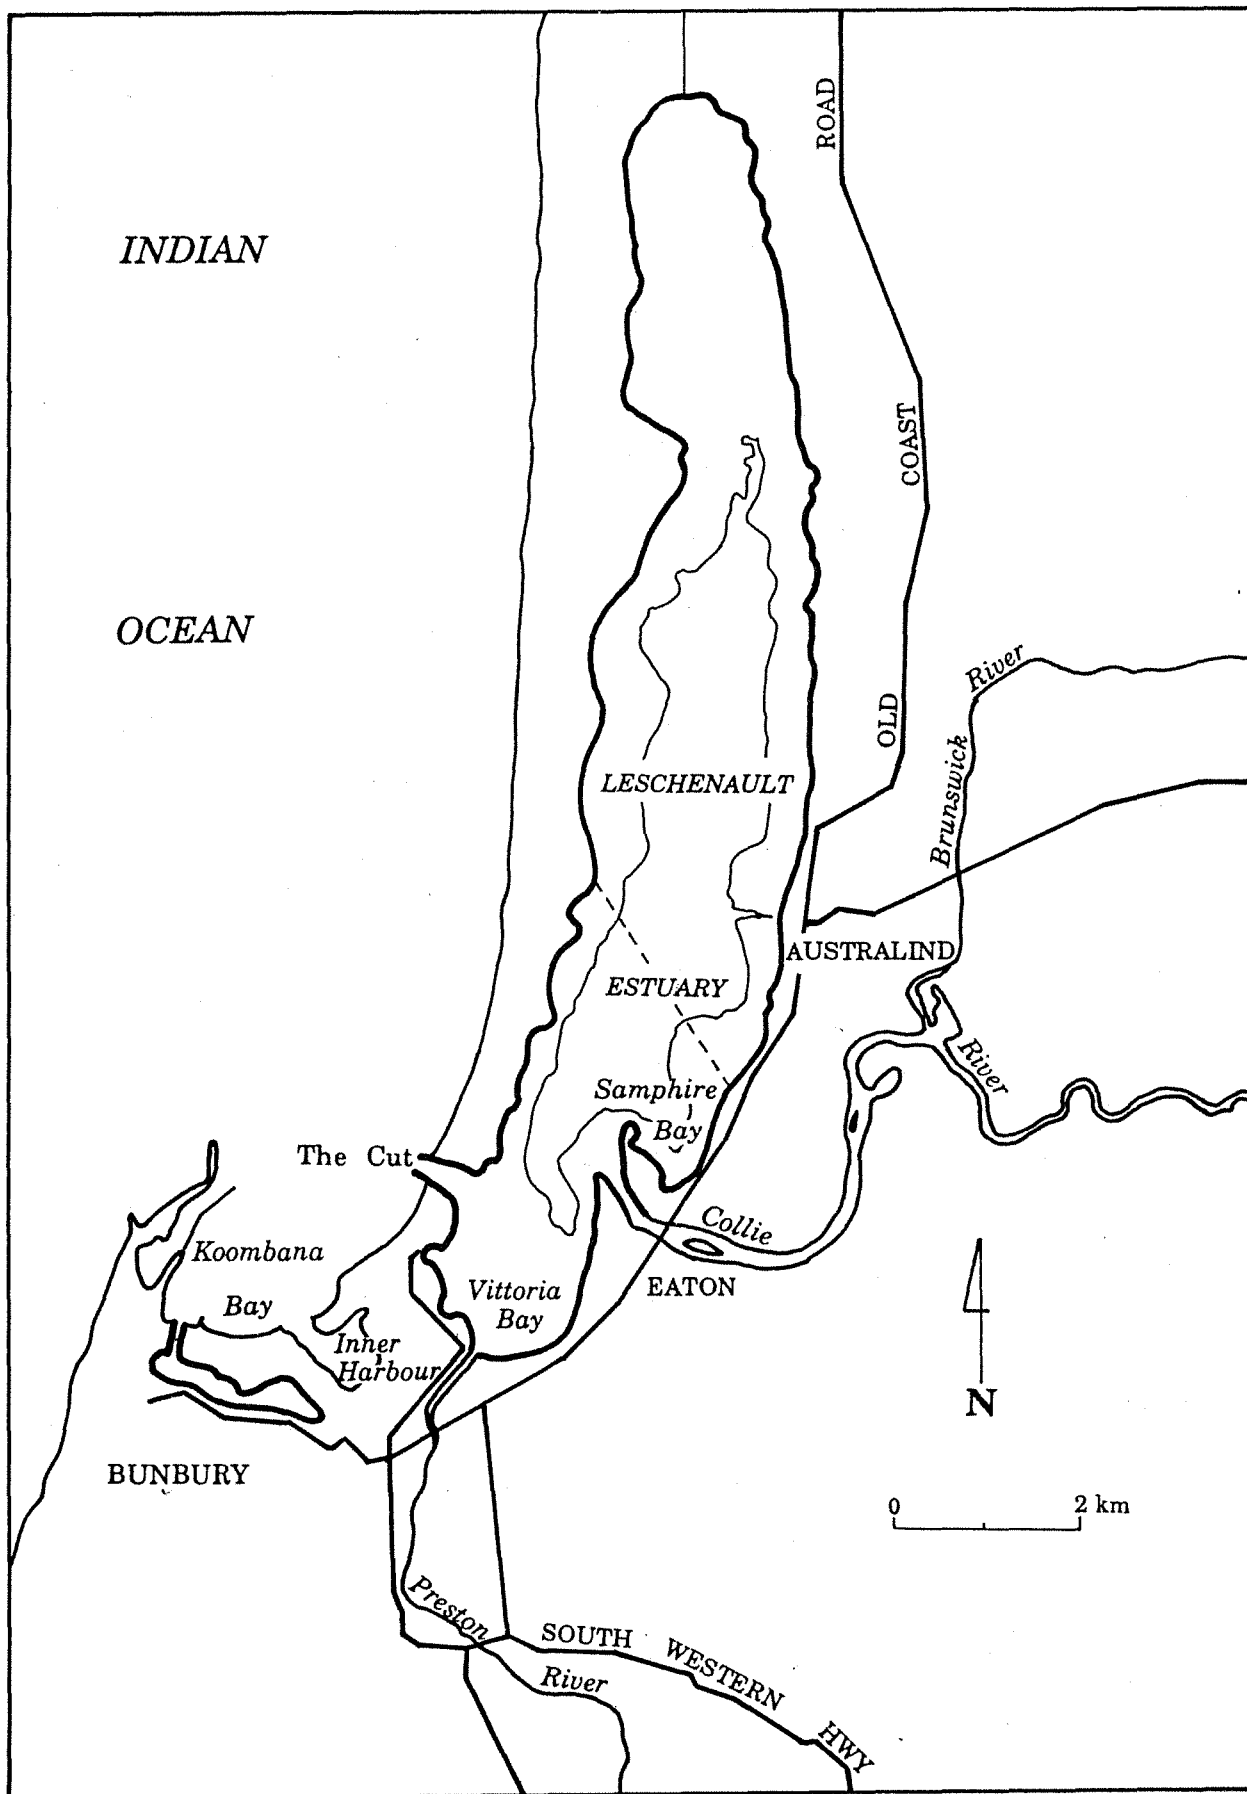 ROAD
INDIAN
COAST
OCEAN
River
OLD
Brunswick
LESCHENAULT
AUSTRALIND
ESTUARY
River
Samphire
Bay
The Cut
Collie
Koombana
Bay
EATON
Vittoria
Bay
Inner
Harbour
N
BUNBURY
0 2 km
Preston
River
SOUTH WESTERN HWY